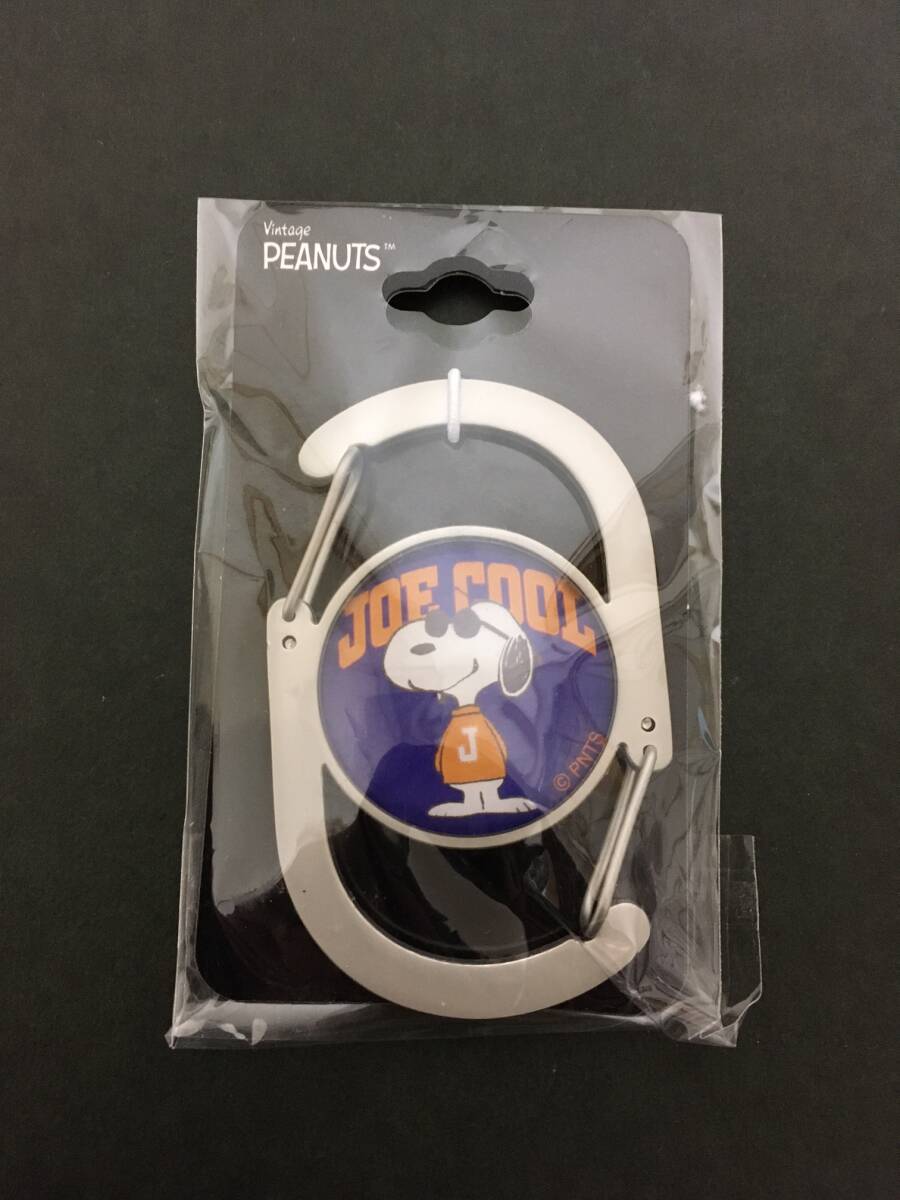 Vintage
PEANUTS™
JOE COOL
J
© PNTS